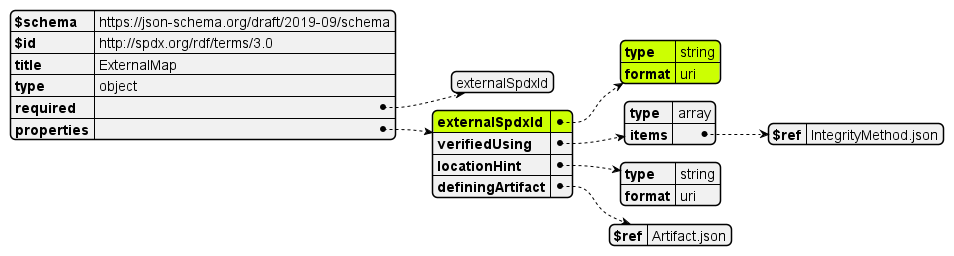 $schema https://json-schema.org/draft/2019-09/schema
$id http://spdx.org/rdf/terms/3.0
title ExternalMap
type object
required
properties
externalSpdxId
externalSpdxId
verifiedUsing
locationHint
definingArtifact
type string
format uri
type array
items
$ref IntegrityMethod.json
type string
format uri
$ref Artifact.json